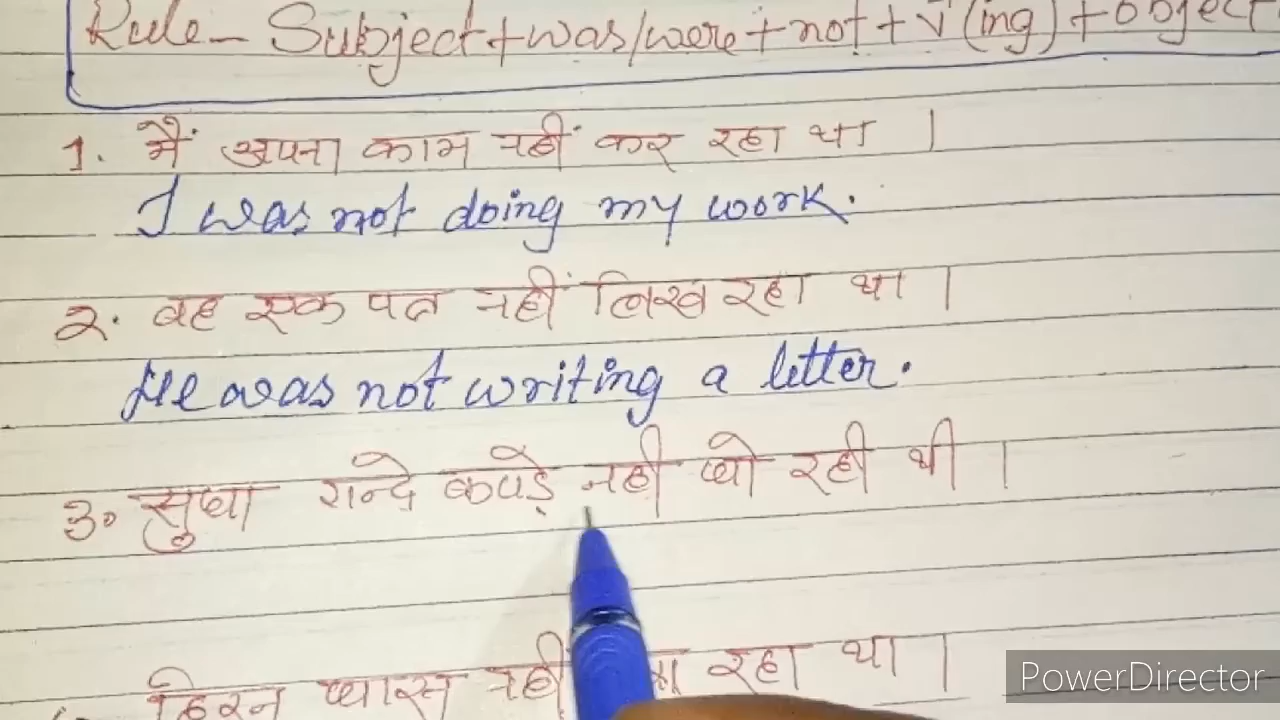 Rule - Subject + was/were + not + V (ing) + object
1. मैं अपना काम नहीं कर रहा था ।
I was not doing my work.
2. वह एक पत्र नहीं लिख रहा था ।
He was not writing a letter.
3. सुधा गन्दे कपड़े नही धो रही थी ।
हिरन घास नहीं रहा था ।
PowerDirector